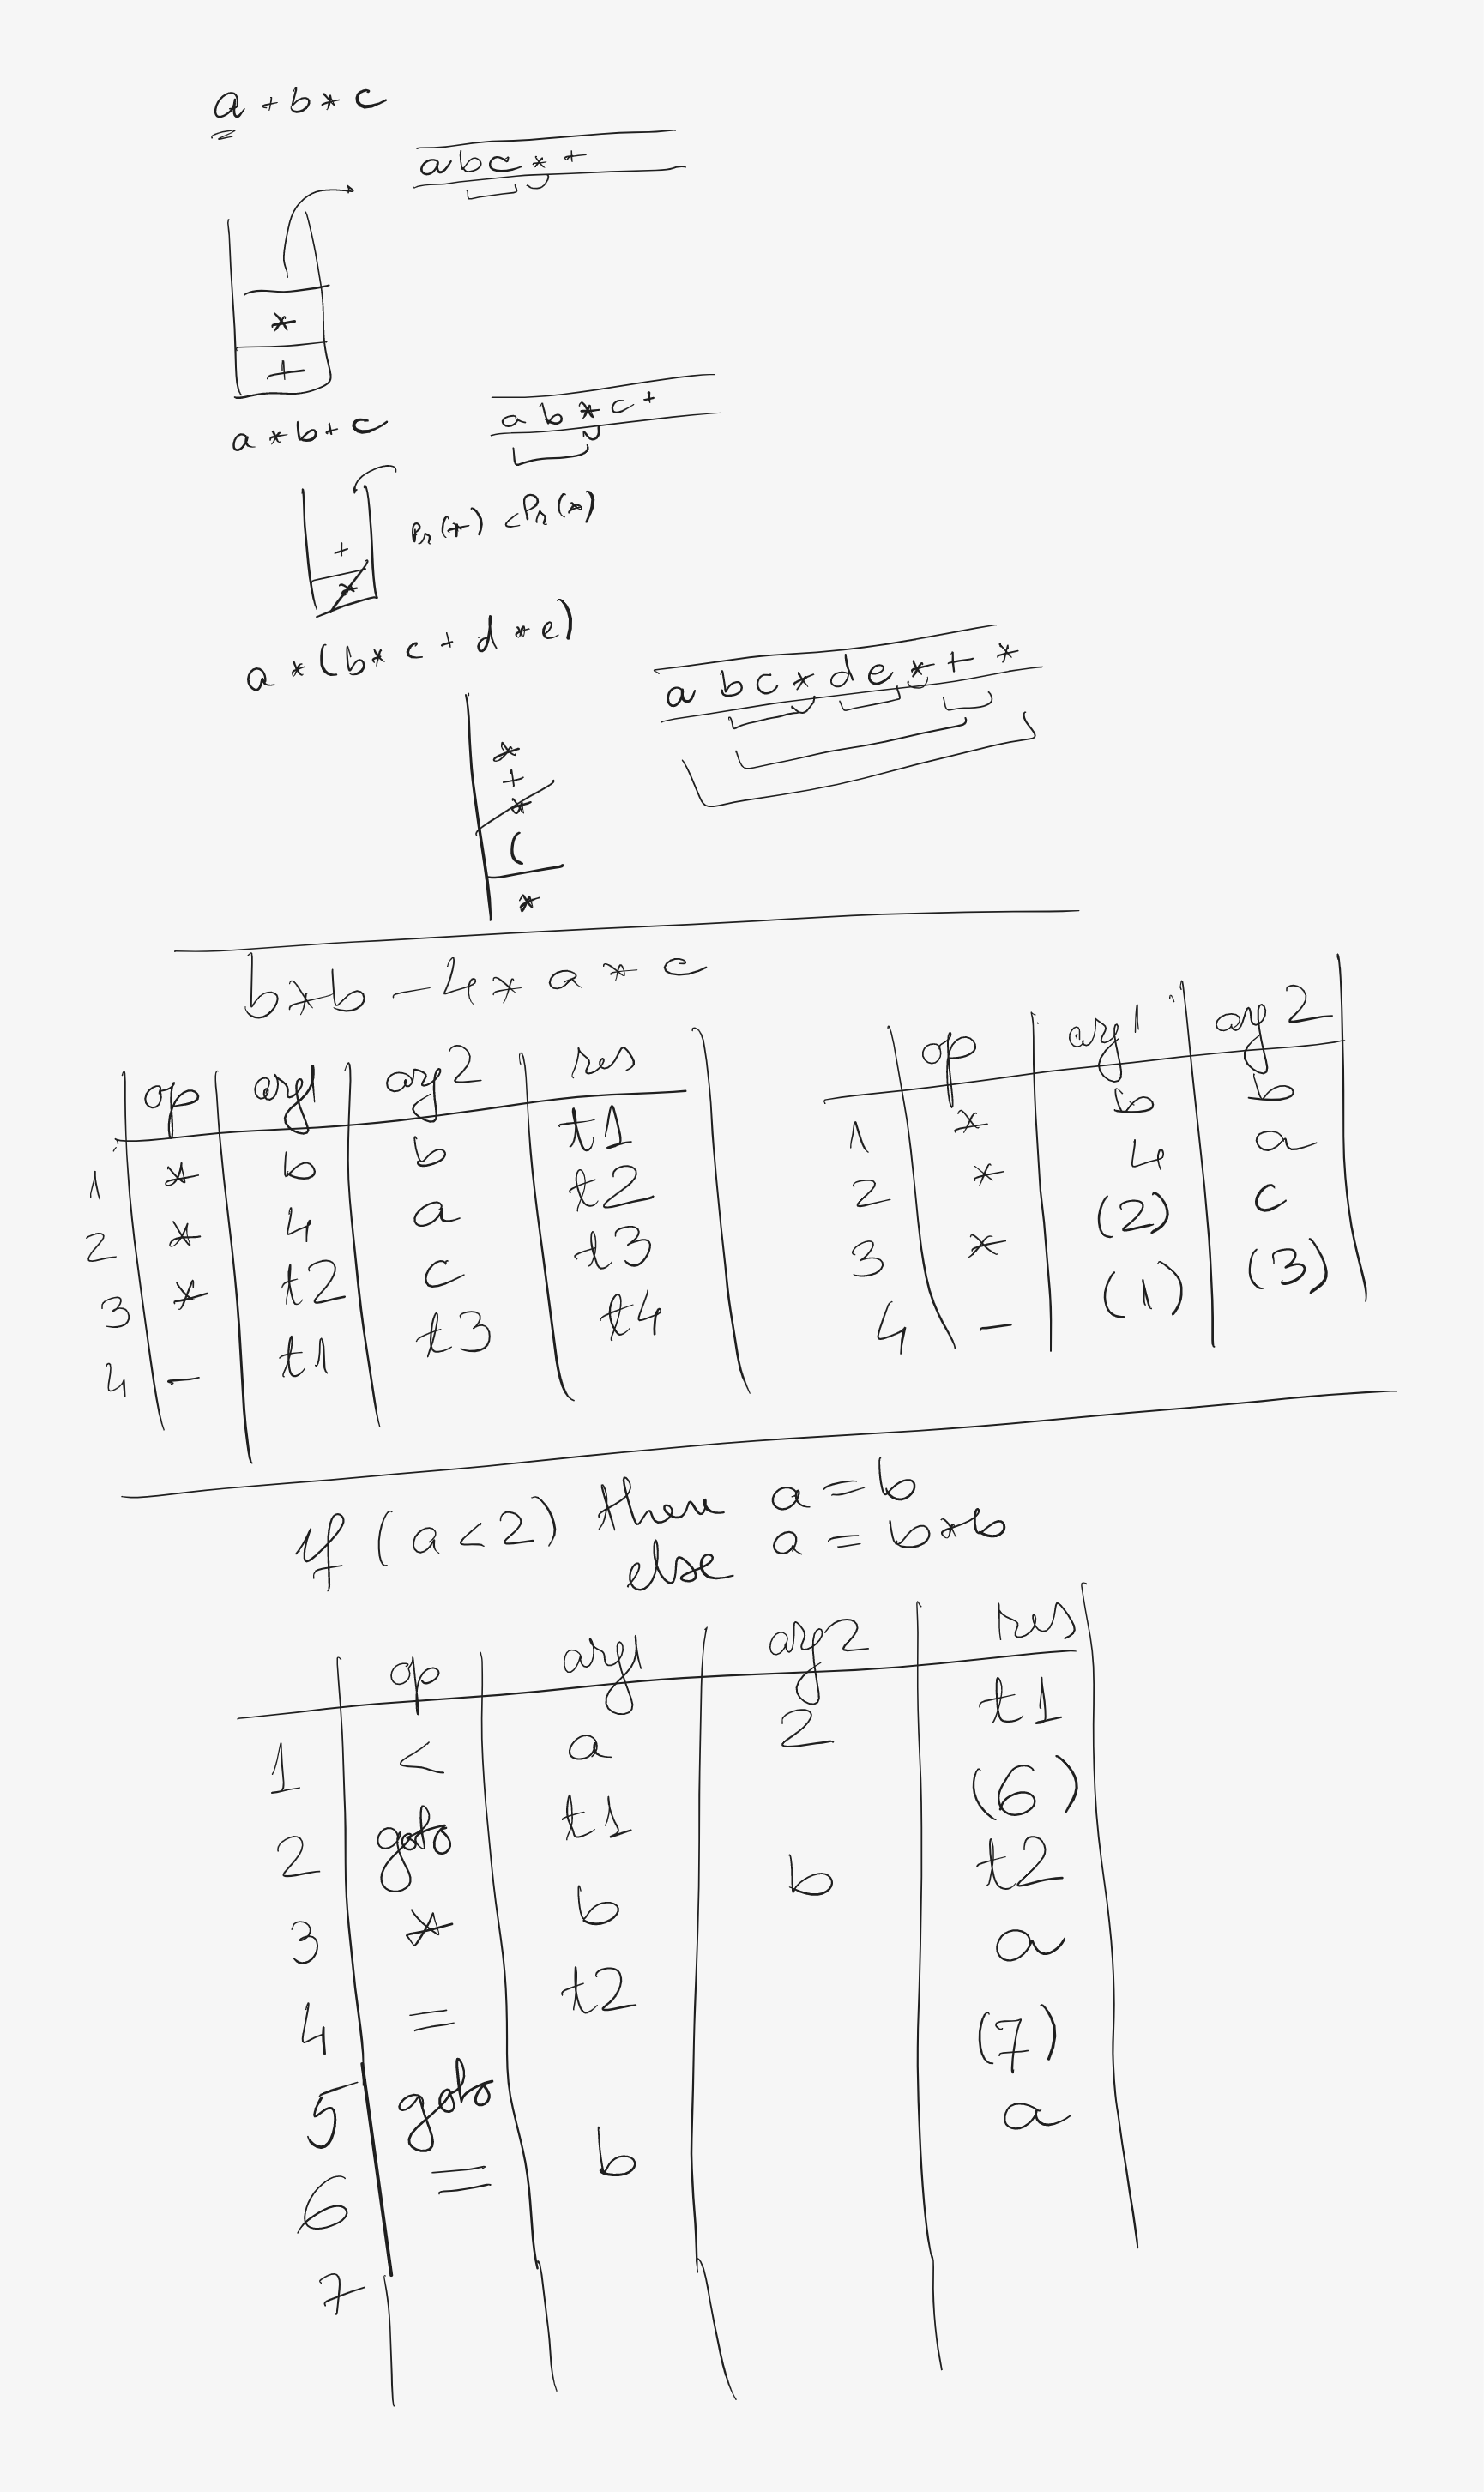 a + b * c
a b c * +
*
+
a * b + c
a b * c +
Pr(+) < Pr(*)
+
*
a * (b * c + d * e)
a b c * d e * + *
*
+
*
(
*
b * b - 4 * a * c
op arg1 arg2 res
1 * b b t1
2 * 4 a t2
3 * t2 c t3
4 - t1 t3 t4
op arg1 arg2
1 * b b
2 * 4 a
3 * (2) c
4 - (1) (3)
if (a < 2) then a = b
else a = b * b
op arg1 arg2 res
1 < a 2 t1
2 goto t1 (6)
3 * b b t2
4 = t2 a
5 goto (7)
6 = b a
7